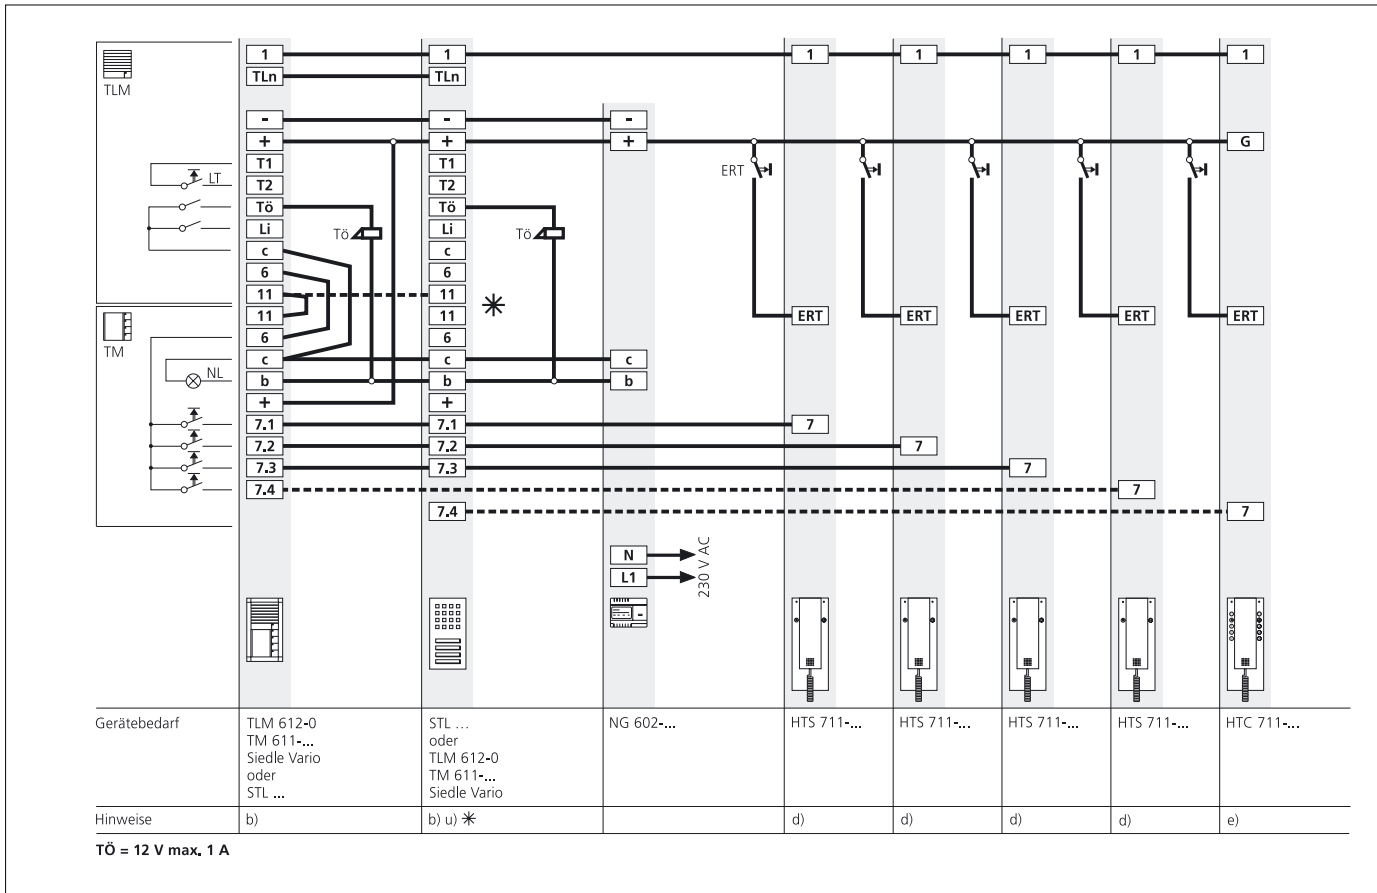 1 1 1 1 1 1 1
TLn TLn
TLM
- - -
+ + + G
T1 T1
LT ERT
T2 T2
Tö Tö
Li Tö Li Tö
c c
6 6
11 11 ✳
11 11 ERT ERT ERT ERT ERT
6 6
TM
c c c
NL
b b b
+ +
7.1 7.1 7
7.2 7.2 7
7.3 7.3 7
7.4 7
7.4 7
N
L1
230 V AC
Gerätebedarf TLM 612-0 STL ... NG 602-... HTS 711-... HTS 711-... HTS 711-... HTS 711-... HTC 711-...
TM 611-... oder
Siedle Vario TLM 612-0
oder TM 611-...
STL ... Siedle Vario
Hinweise b) b) u) ✳ d) d) d) d) e)
TÖ = 12 V max. 1 A